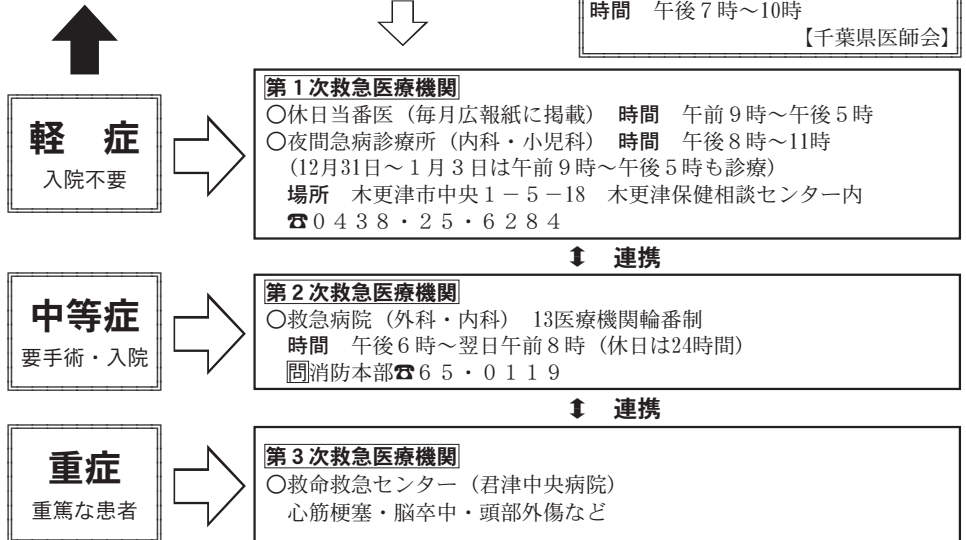 時間　午後７時～10時
【千葉県医師会】
軽　症
入院不要
第１次救急医療機関
○休日当番医（毎月広報紙に掲載）　時間　午前９時～午後５時
○夜間急病診療所（内科・小児科）　時間　午後８時～11時
（12月31日～１月３日は午前９時～午後５時も診療）
場所　木更津市中央１－５－18　木更津保健相談センター内
☎０４３８・２５・６２８４
⬍　連携
中等症
要手術・入院
第２次救急医療機関
○救急病院（外科・内科）　13医療機関輪番制
時間　午後６時～翌日午前８時（休日は24時間）
問消防本部☎６５・０１１９
⬍　連携
重症
重篤な患者
第３次救急医療機関
○救命救急センター（君津中央病院）
心筋梗塞・脳卒中・頭部外傷など